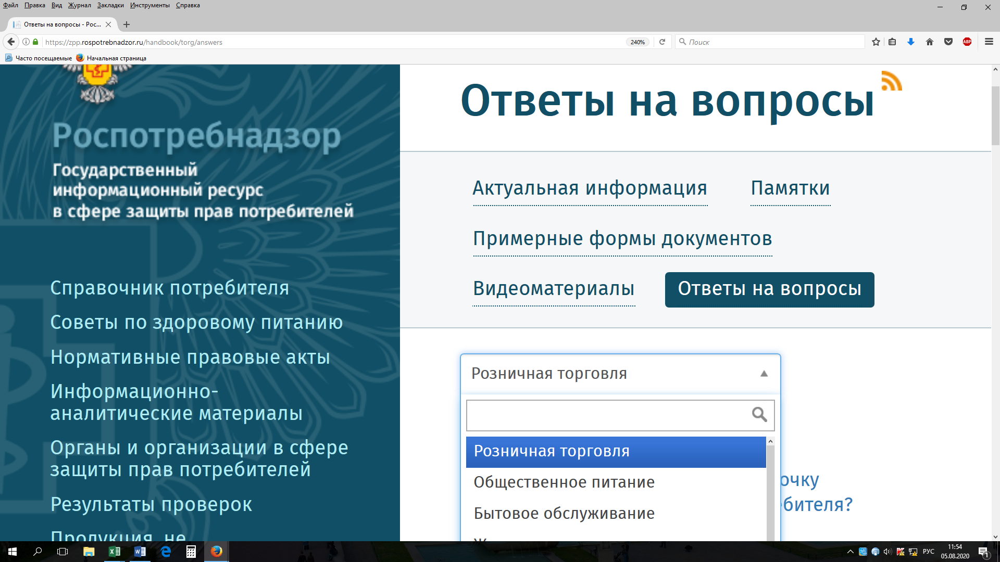 Файл Правка Вид Журнал Закладки Инструменты Справка
Ответы на вопросы - Рос...
https://zpp.rospotrebnadzor.ru/handbook/torg/answers
240%
Поиск
ABP
Часто посещаемые Начальная страница
Роспотребнадзор
Государственный
информационный ресурс
в сфере защиты прав потребителей
Справочник потребителя
Советы по здоровому питанию
Нормативные правовые акты
Информационно-
аналитические материалы
Органы и организации в сфере
защиты прав потребителей
Результаты проверок
Продукция, не
Ответы на вопросы
Актуальная информация Памятки
Примерные формы документов
Видеоматериалы Ответы на вопросы
Розничная торговля
Розничная торговля
Общественное питание
Бытовое обслуживание
очку
бителя?
РУС
11:54
05.08.2020
1